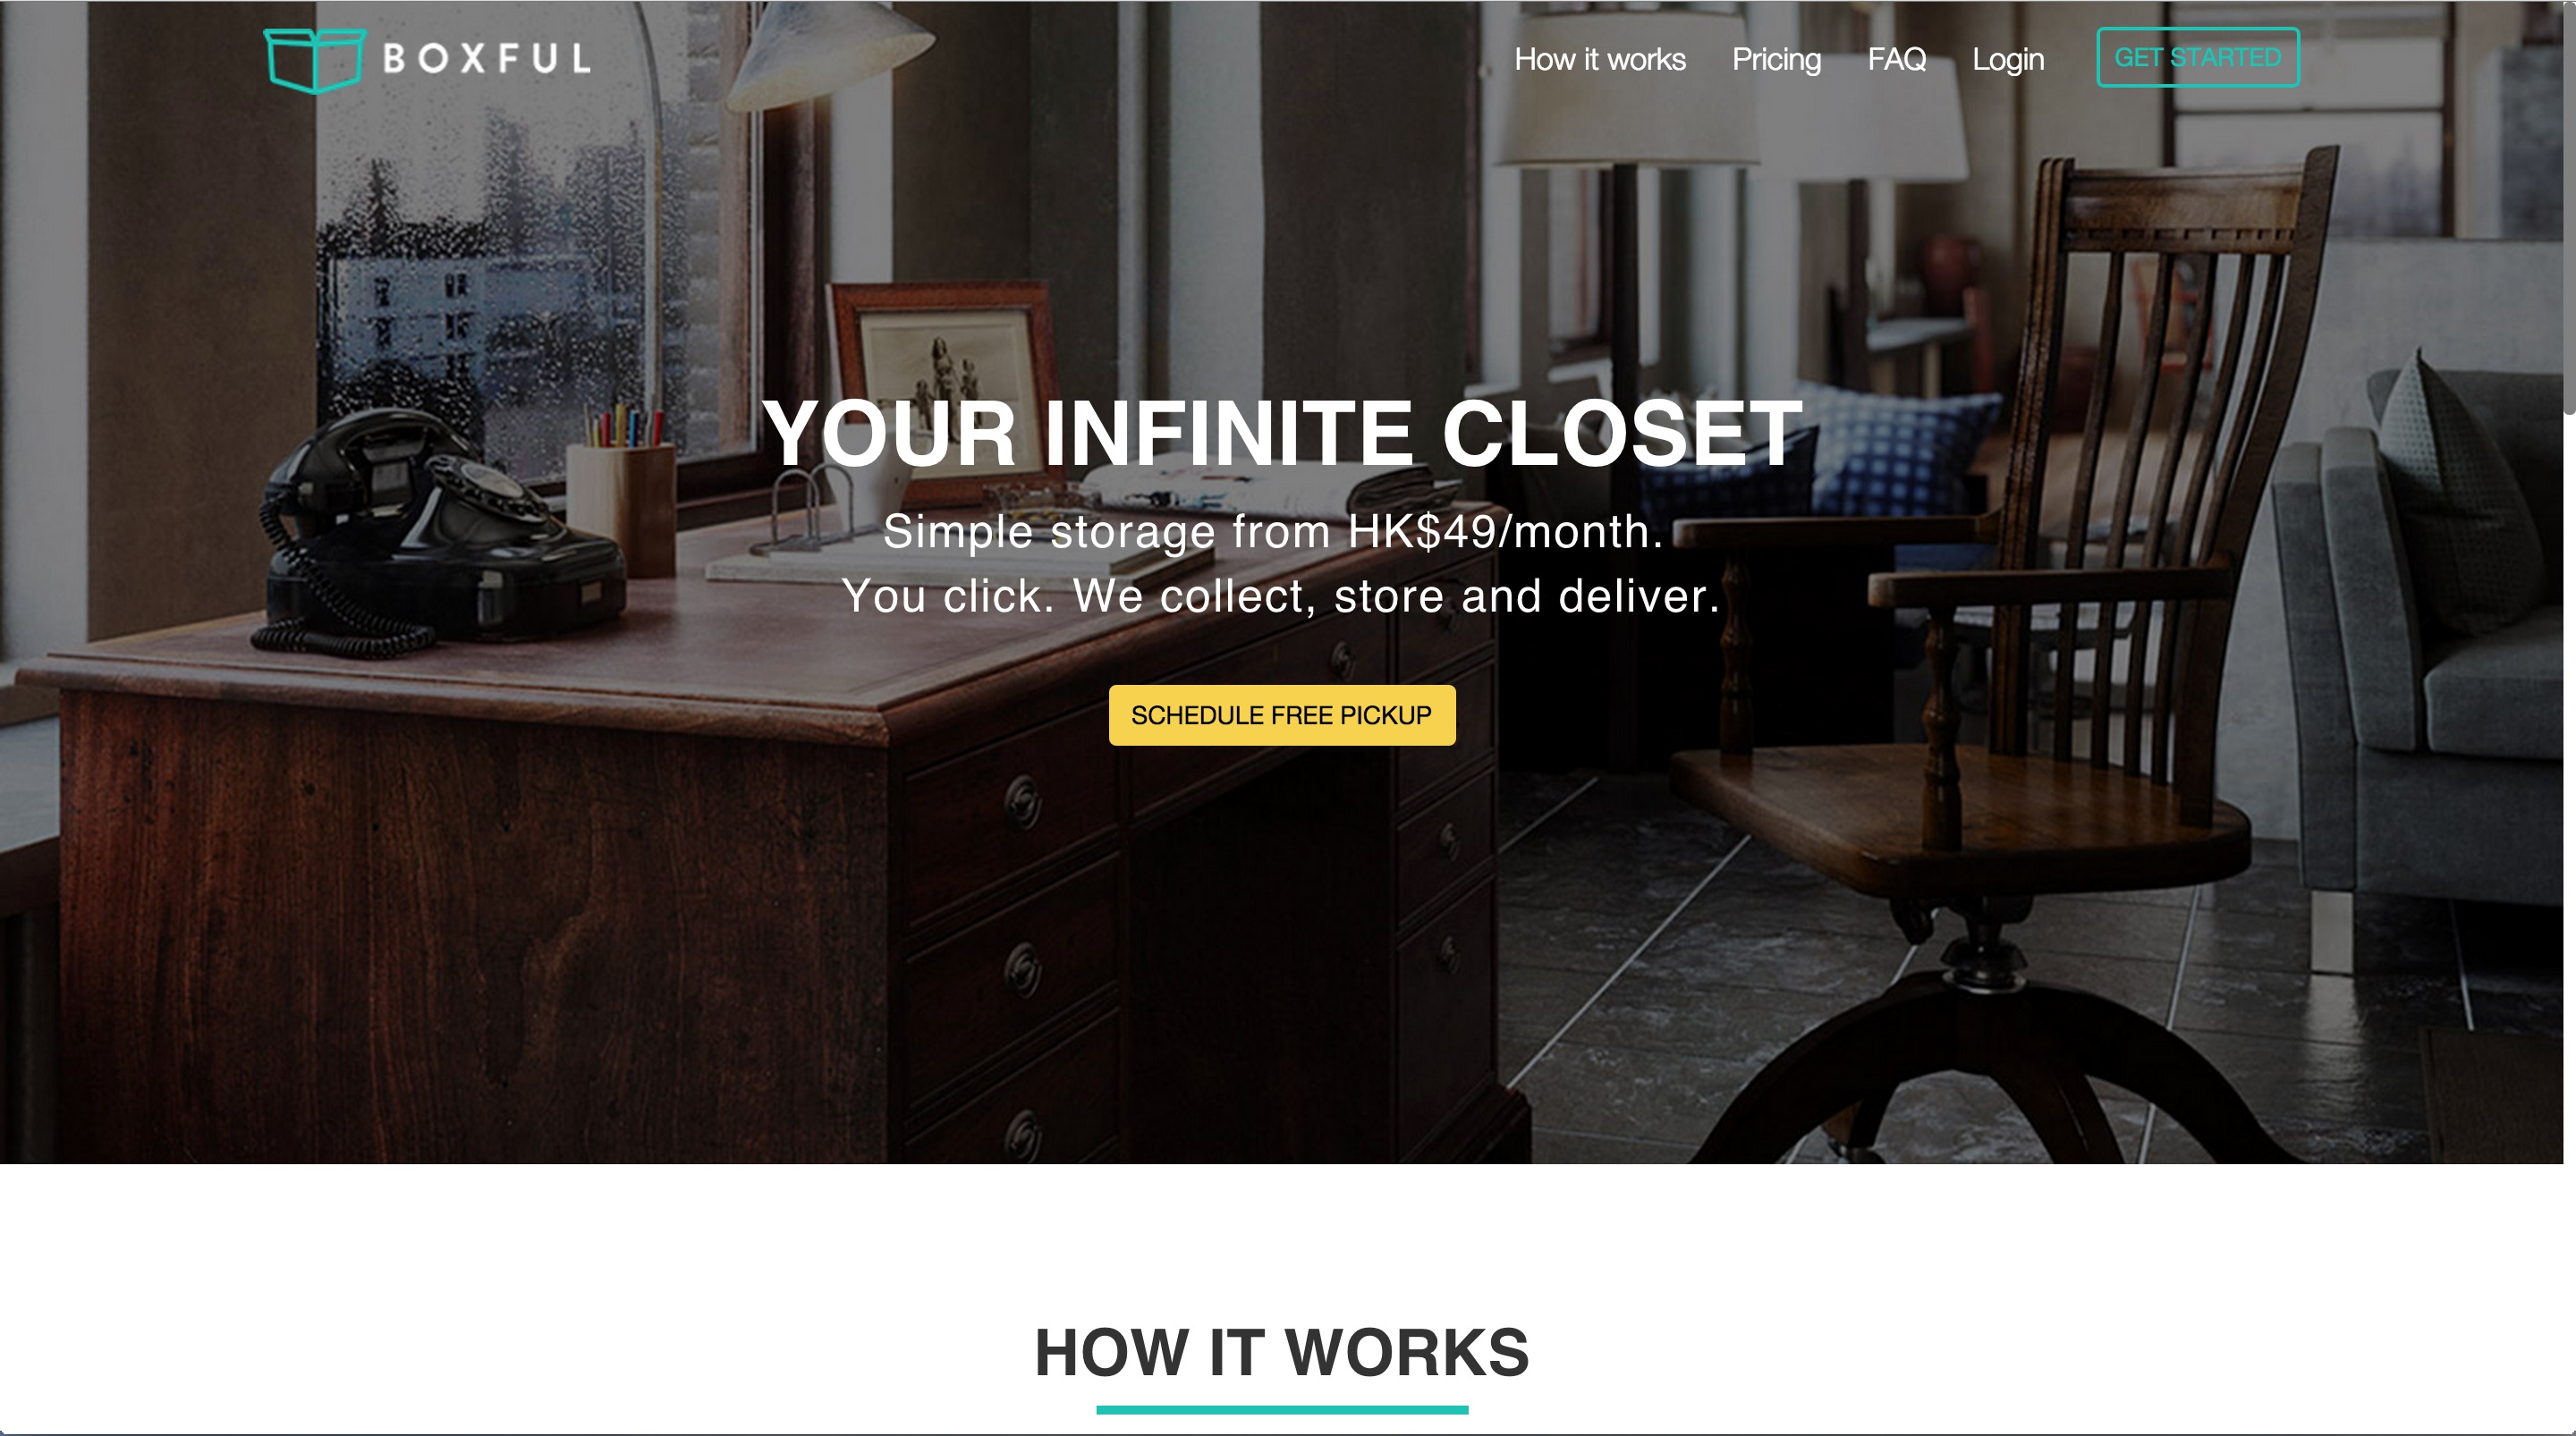 BOXFUL
How it works
Pricing
FAQ
Login
GET STARTED
YOUR INFINITE CLOSET
Simple storage from HK$49/month.
You click. We collect, store and deliver.
SCHEDULE FREE PICKUP
HOW IT WORKS